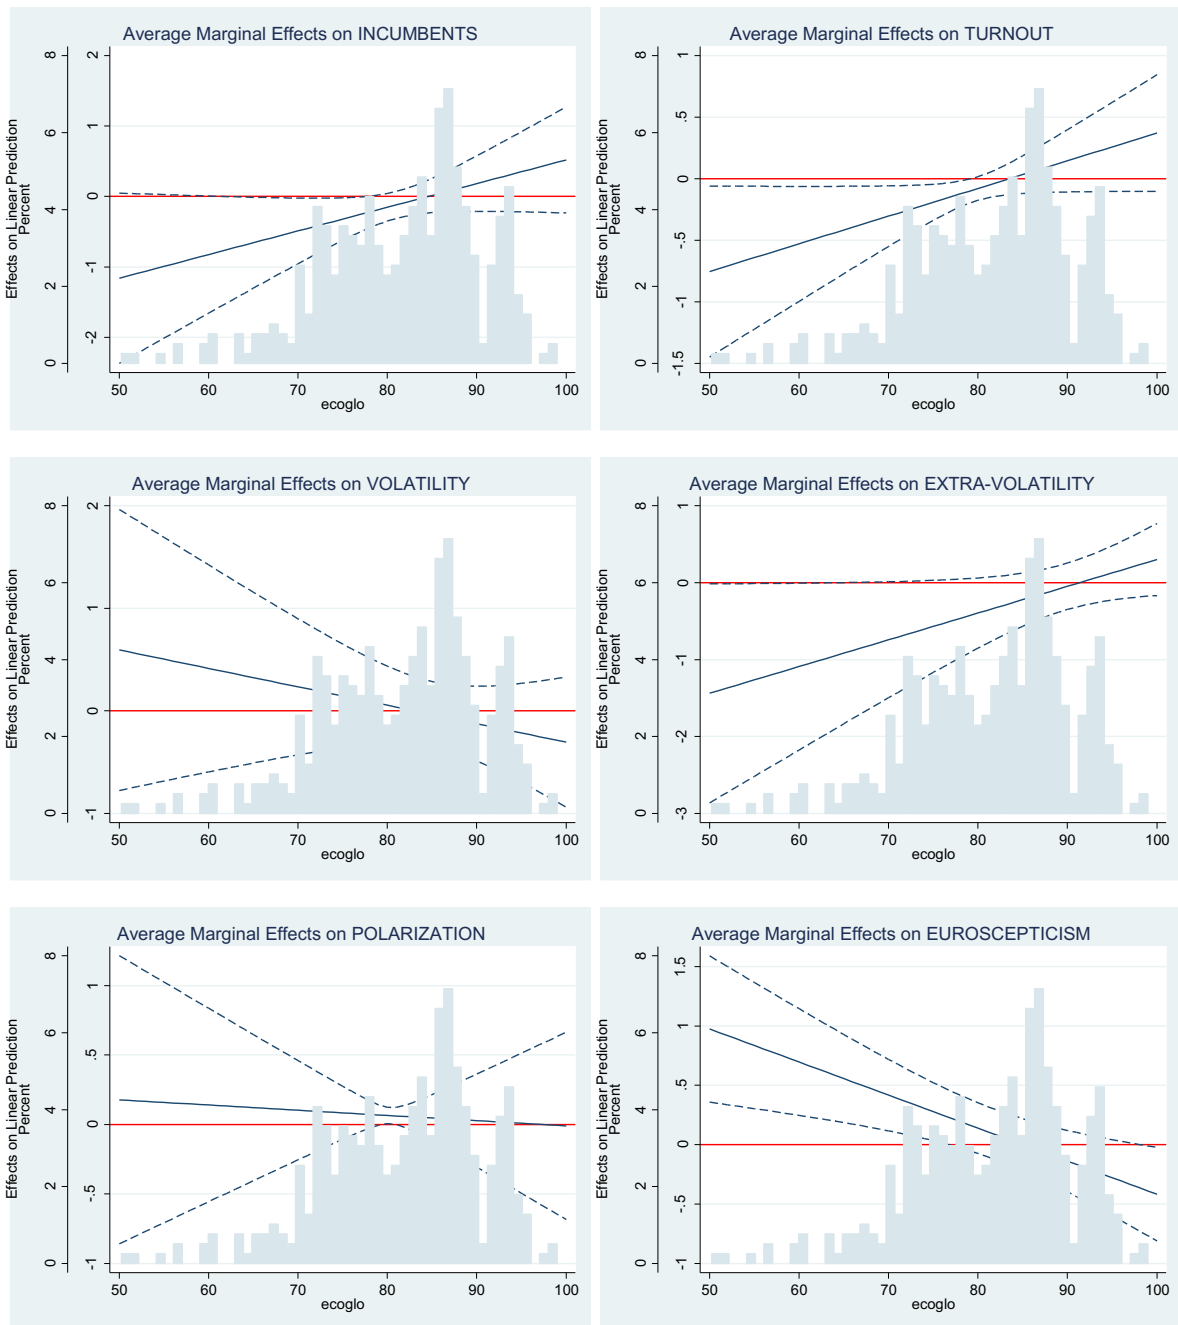 Average Marginal Effects on INCUMBENTS
Effects on Linear Prediction
Percent
8
6
4
2
0
2
1
0
-1
-2
50 60 70 80 90 100
ecoglo
Average Marginal Effects on TURNOUT
Effects on Linear Prediction
Percent
8
6
4
2
0
1
.5
0
-.5
-1
-1.5
50 60 70 80 90 100
ecoglo
Average Marginal Effects on VOLATILITY
Effects on Linear Prediction
Percent
8
6
4
2
0
2
1
0
-1
50 60 70 80 90 100
ecoglo
Average Marginal Effects on EXTRA-VOLATILITY
Effects on Linear Prediction
Percent
8
6
4
2
0
1
0
-1
-2
-3
50 60 70 80 90 100
ecoglo
Average Marginal Effects on POLARIZATION
Effects on Linear Prediction
Percent
8
6
4
2
0
1
.5
0
-.5
-1
50 60 70 80 90 100
ecoglo
Average Marginal Effects on EUROSCEPTICISM
Effects on Linear Prediction
Percent
8
6
4
2
0
1.5
1
.5
0
-.5
-1
50 60 70 80 90 100
ecoglo